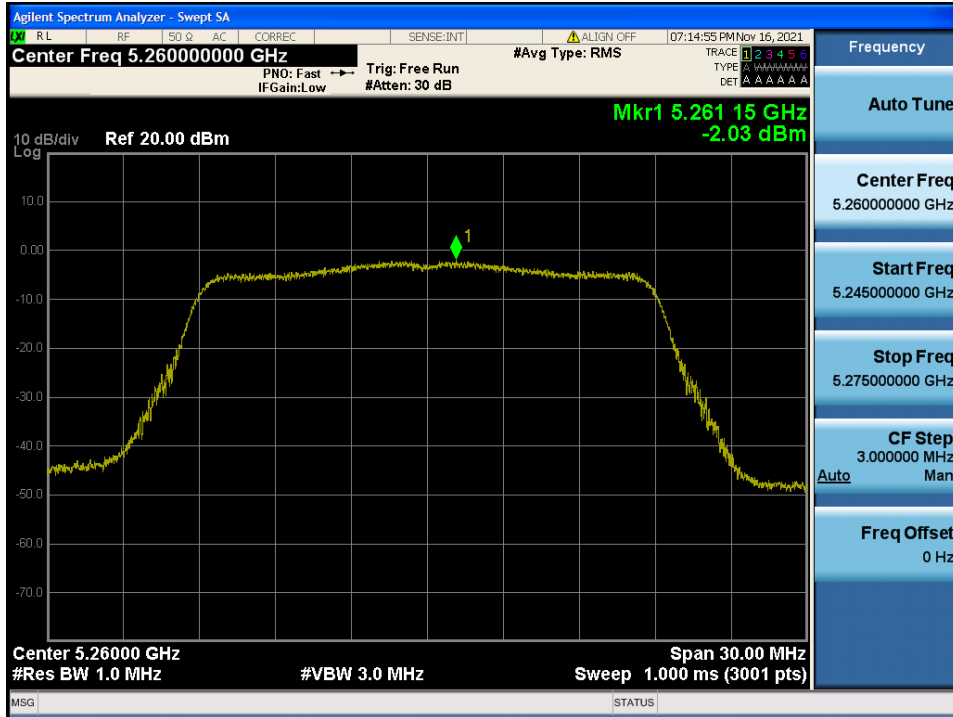 Agilent Spectrum Analyzer - Swept SA
LXI RL RF 50 Ω AC CORREC SENSE:INT ALIGN OFF 07:14:55 PM Nov 16, 2021
Center Freq 5.260000000 GHz
PNO: Fast
IFGain:Low
Trig: Free Run
#Atten: 30 dB
#Avg Type: RMS
TRACE 1 2 3 4 5 6
TYPE A WWWWW
DET A A A A A A
Mkr1 5.261 15 GHz
-2.03 dBm
10 dB/div Ref 20.00 dBm
Log
10.0
0.00
-10.0
-20.0
-30.0
-40.0
-50.0
-60.0
-70.0
1
Center 5.26000 GHz
Span 30.00 MHz
#Res BW 1.0 MHz
#VBW 3.0 MHz
Sweep 1.000 ms (3001 pts)
MSG
STATUS
Frequency
Auto Tune
Center Freq
5.260000000 GHz
Start Freq
5.245000000 GHz
Stop Freq
5.275000000 GHz
CF Step
3.000000 MHz
Auto Man
Freq Offset
0 Hz